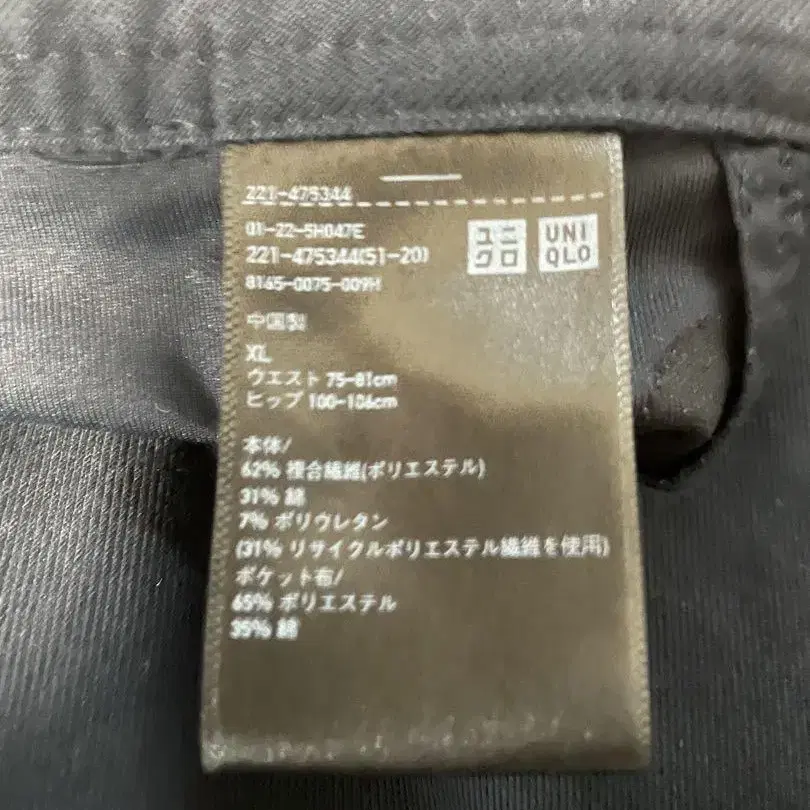 221-475344
01-22-5H047E
221-475344(51-20)
8165-0075-009H
ユニ
クロ
UNI
QLO
中国製
XL
ウエスト 75-81cm
ヒップ 100-106cm
本体/
62% 複合繊維(ポリエステル)
31% 綿
7% ポリウレタン
(31% リサイクルポリエステル繊維を使用)
ポケット布/
65% ポリエステル
35% 綿